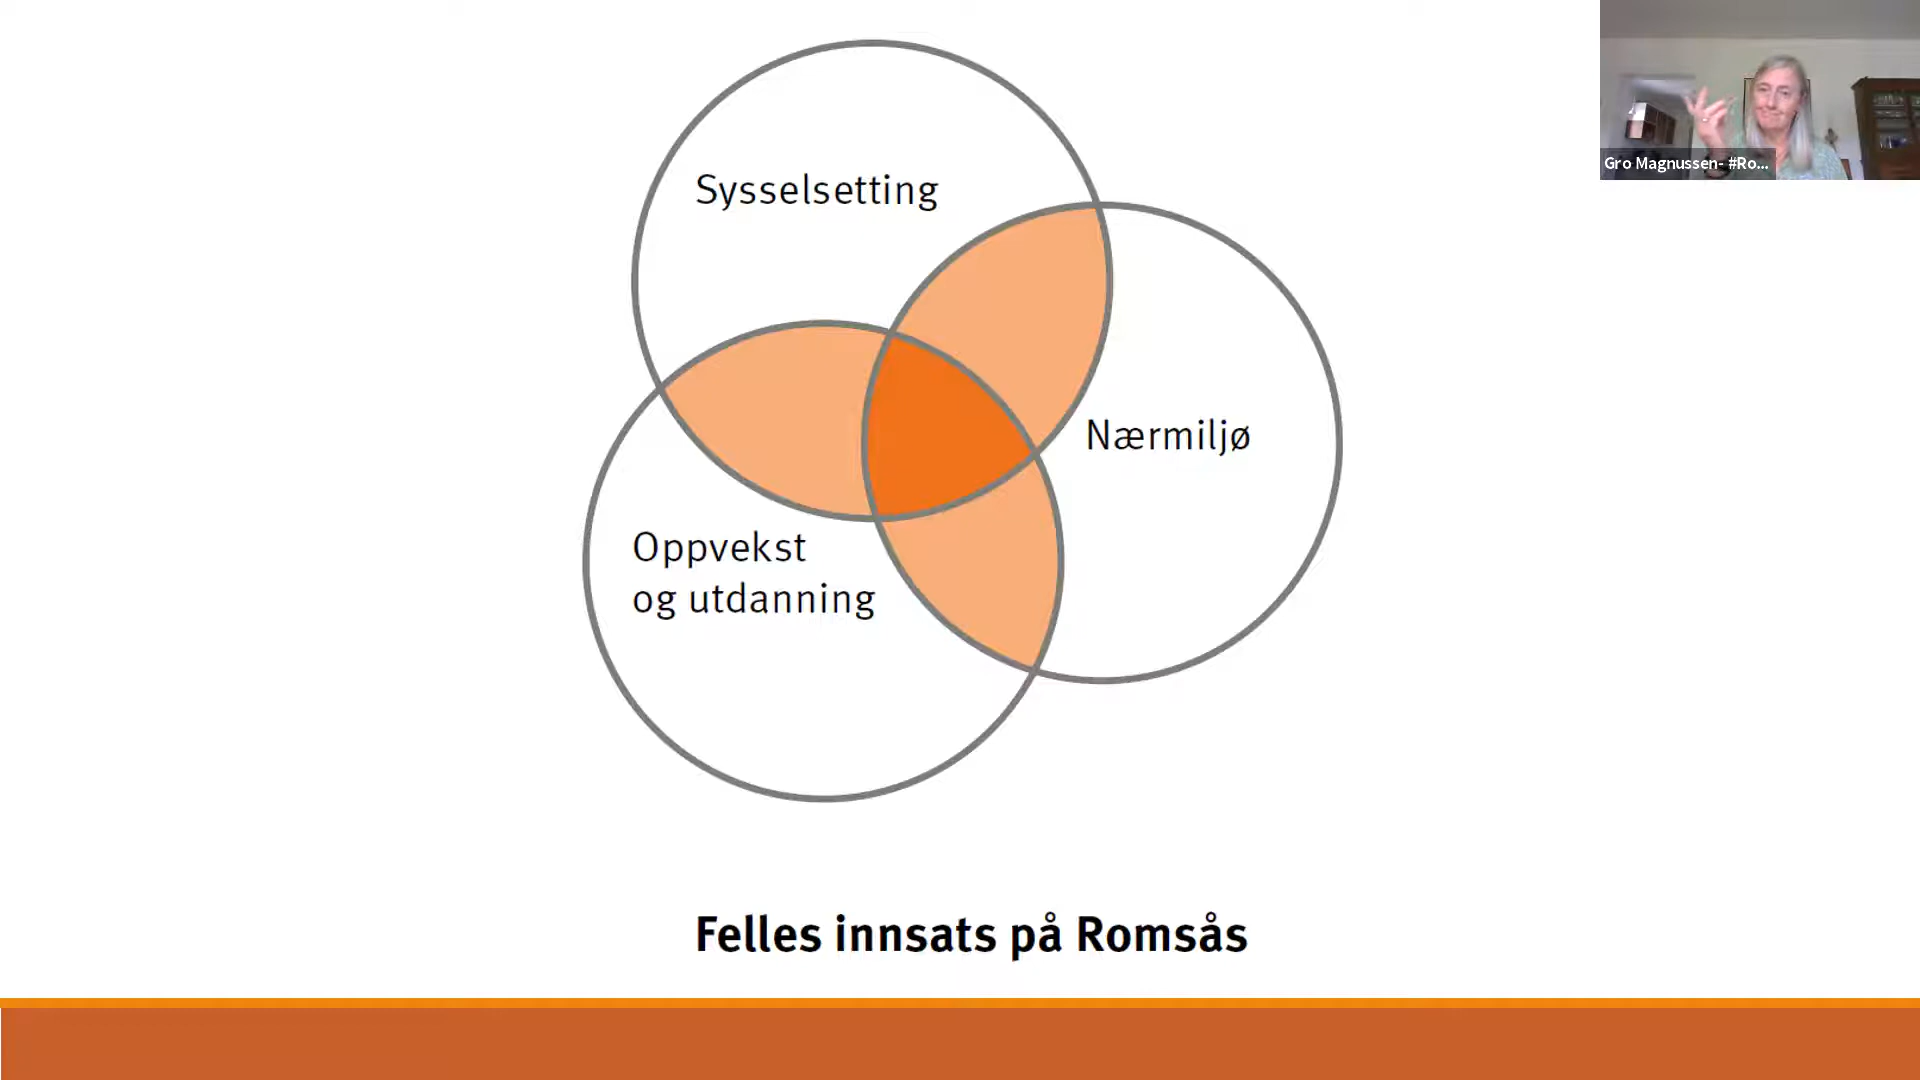 Sysselsetting
Gro Magnussen- #Ro...
Nærmiljø
Oppvekst
og utdanning
Felles innsats på Romsås